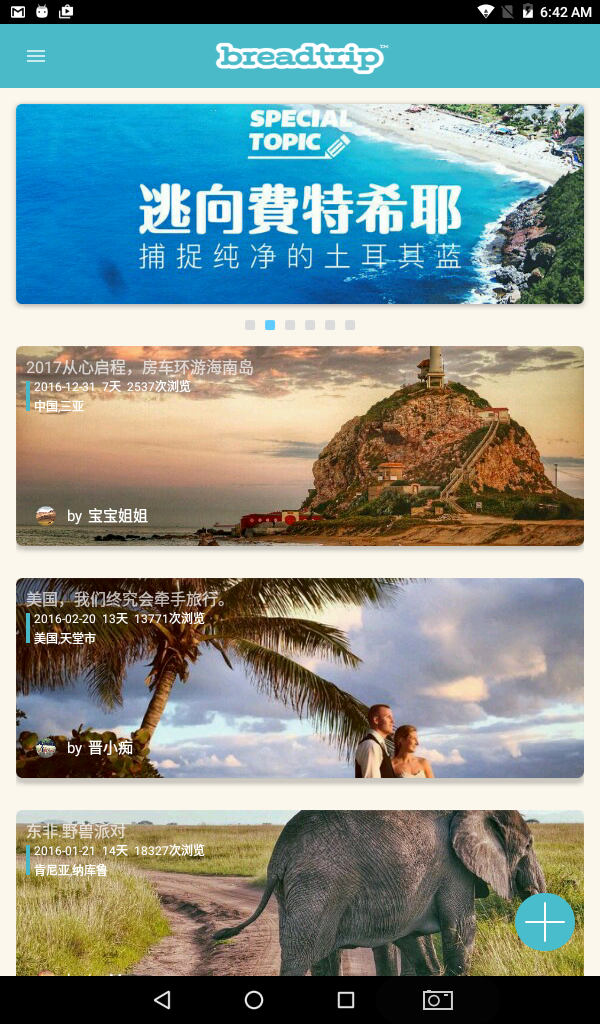 6:42 AM
breadtrip™
SPECIAL
TOPIC
逃向費特希耶
捕捉纯净的土耳其蓝
2017从心启程，房车环游海南岛
2016-12-31 7天 2537次浏览
中国,三亚
by 宝宝姐姐
美国，我们终究会牵手旅行。
2016-02-20 13天 13771次浏览
美国,天堂市
by 晋小痴
东非.野兽派对
2016-01-21 14天 18327次浏览
肯尼亚,纳库鲁